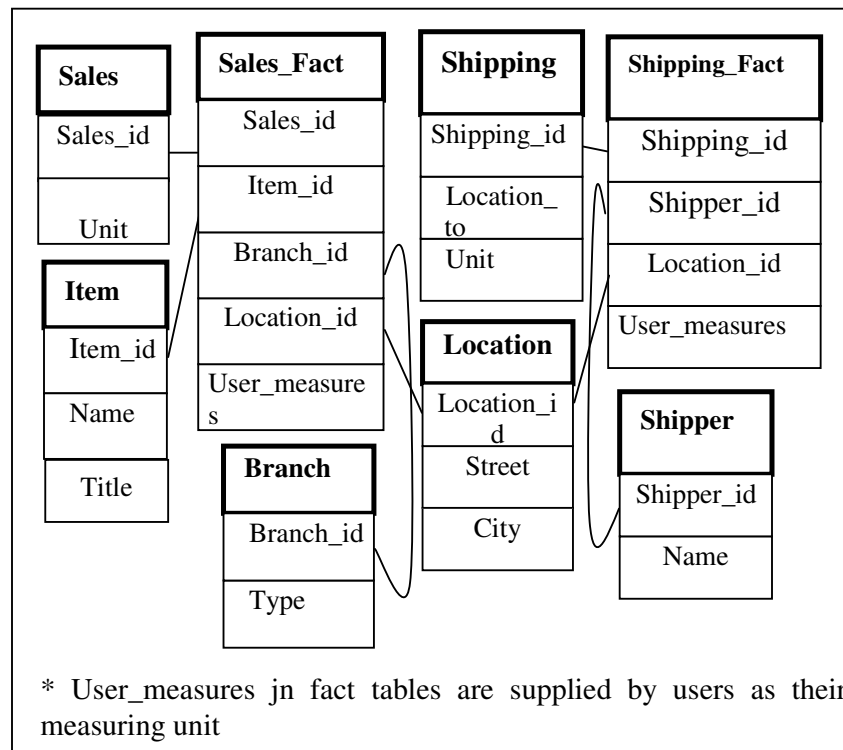 Sales
Sales_id
Unit
Sales_Fact
Sales_id
Item_id
Branch_id
Location_id
User_measure
s
Shipping
Shipping_id
Location_
to
Unit
Shipping_Fact
Shipping_id
Shipper_id
Location_id
User_measures
Item
Item_id
Name
Title
Branch
Branch_id
Type
Location
Location_i
d
Street
City
Shipper
Shipper_id
Name
* User_measures jn fact tables are supplied by users as their
measuring unit